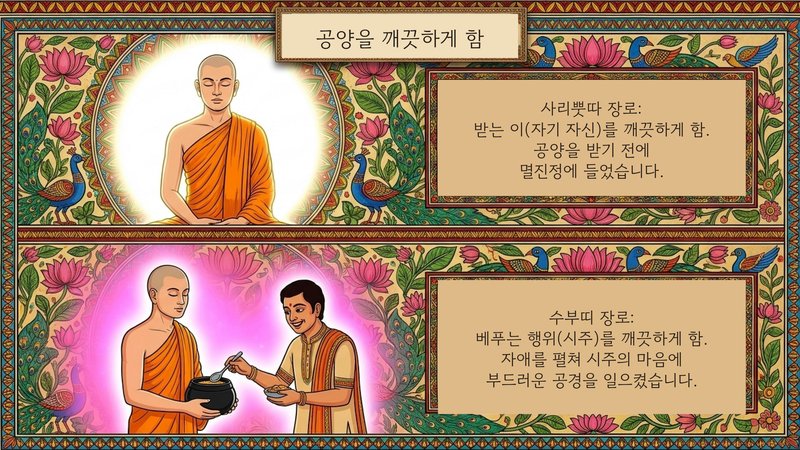 공양을 깨끗하게 함
사리뿟따 장로:
받는 이(자기 자신)를 깨끗하게 함.
공양을 받기 전에
멸진정에 들었습니다.
수부띠 장로:
베푸는 행위(시주)를 깨끗하게 함.
자애를 펼쳐 시주의 마음에
부드러운 공경을 일으켰습니다.